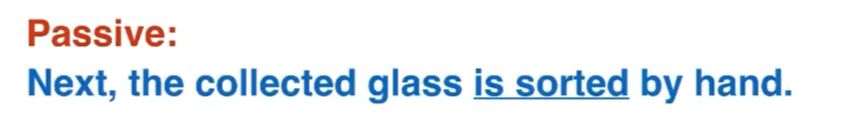 Passive:
Next, the collected glass is sorted by hand.